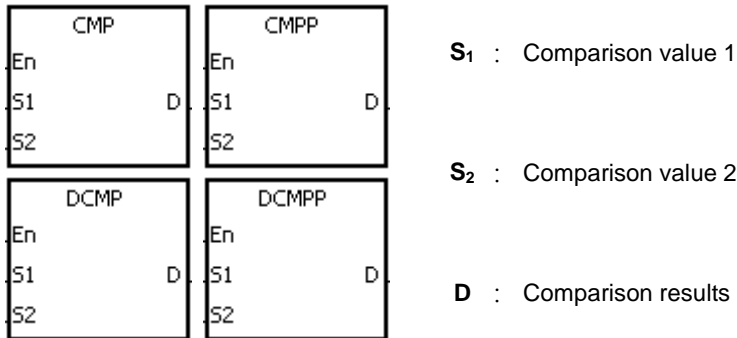 CMP
En
S1 D
S2
CMPP
En
S1 D
S2
DCMP
En
S1 D
S2
DCMPP
En
S1 D
S2
S₁ : Comparison value 1
S₂ : Comparison value 2
D : Comparison results